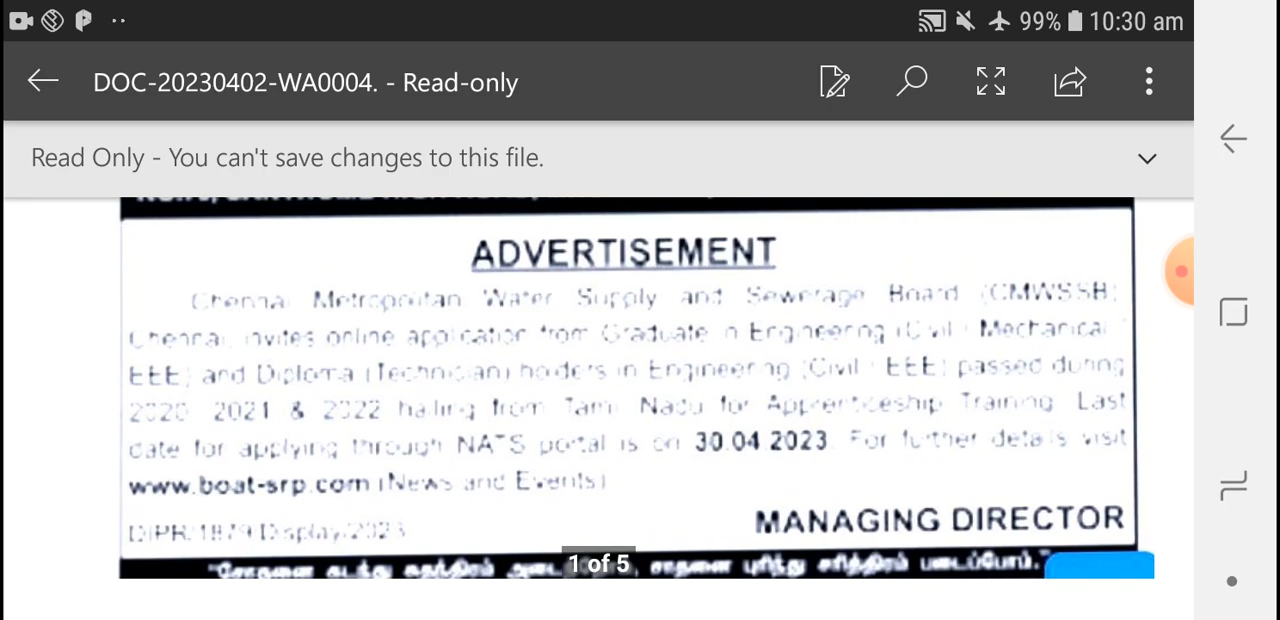 99% 10:30 am
DOC-20230402-WA0004. - Read-only
Read Only - You can't save changes to this file.
ADVERTISEMENT
Chennai Metropolitan Water Supply and Sewerage Board (CMWSSB)
Chennai invites online application from Graduate in Engineering (Civil / Mechanical /
EEE) and Diploma (Technician) holders in Engineering (Civil / EEE) passed during
2020, 2021 & 2022 hailing from Tamil Nadu for Apprenticeship Training. Last
date for applying through NATS portal is on 30.04.2023. For further details visit
www.boat-srp.com (News and Events)
DIPR/1879/Display/2023
MANAGING DIRECTOR
1 of 5